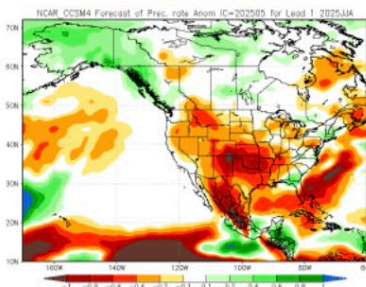 NCAR CCSM4 Forecast of Prec. rate Anom IC=202505 for Lead 1 2025JJA
70N
60N
50N
40N
30N
20N
10N
160W 140W 120W 100W 80W